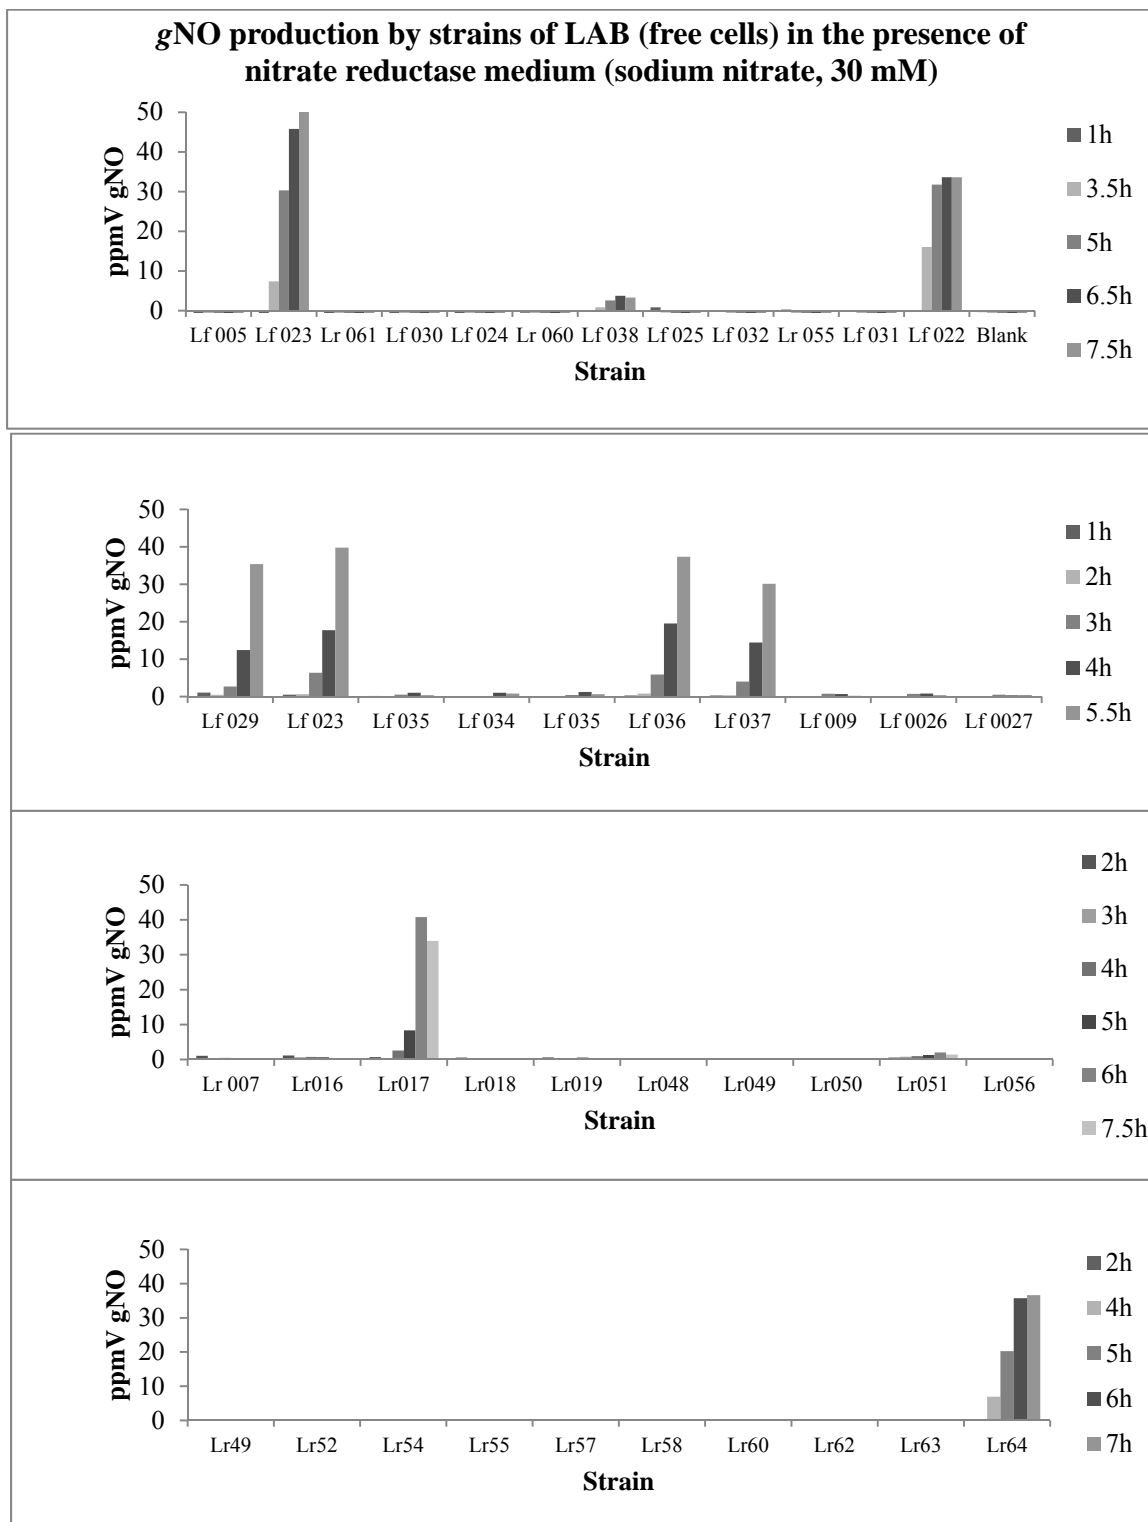 gNO production by strains of LAB (free cells) in the presence of
nitrate reductase medium (sodium nitrate, 30 mM)
50
40
30
20
10
0
ppmV gNO
Lf 005 Lf 023 Lr 061 Lf 030 Lf 024 Lr 060 Lf 038 Lf 025 Lf 032 Lr 055 Lf 031 Lf 022 Blank
Strain
1h
3.5h
5h
6.5h
7.5h
50
40
30
20
10
0
ppmV gNO
Lf 029 Lf 023 Lf 035 Lf 034 Lf 035 Lf 036 Lf 037 Lf 009 Lf 0026 Lf 0027
Strain
1h
2h
3h
4h
5.5h
50
40
30
20
10
0
ppmV gNO
Lr 007 Lr016 Lr017 Lr018 Lr019 Lr048 Lr049 Lr050 Lr051 Lr056
Strain
2h
3h
4h
5h
6h
7.5h
50
40
30
20
10
0
ppmV gNO
Lr49 Lr52 Lr54 Lr55 Lr57 Lr58 Lr60 Lr62 Lr63 Lr64
Strain
2h
4h
5h
6h
7h